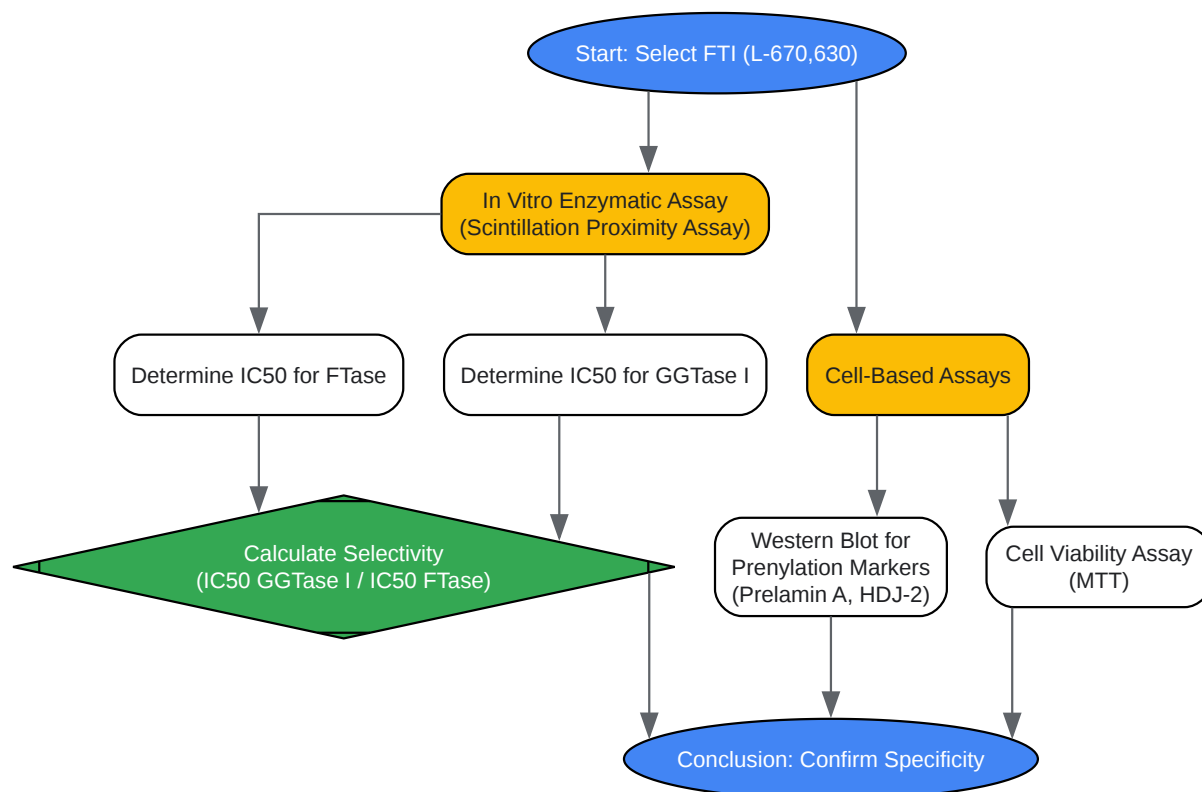 Start: Select FTI (L-670,630)
In Vitro Enzymatic Assay
(Scintillation Proximity Assay)
Determine IC50 for FTase
Determine IC50 for GGTase I
Cell-Based Assays
Calculate Selectivity
(IC50 GGTase I / IC50 FTase)
Western Blot for
Prenylation Markers
(Prelamin A, HDJ-2)
Cell Viability Assay
(MTT)
Conclusion: Confirm Specificity